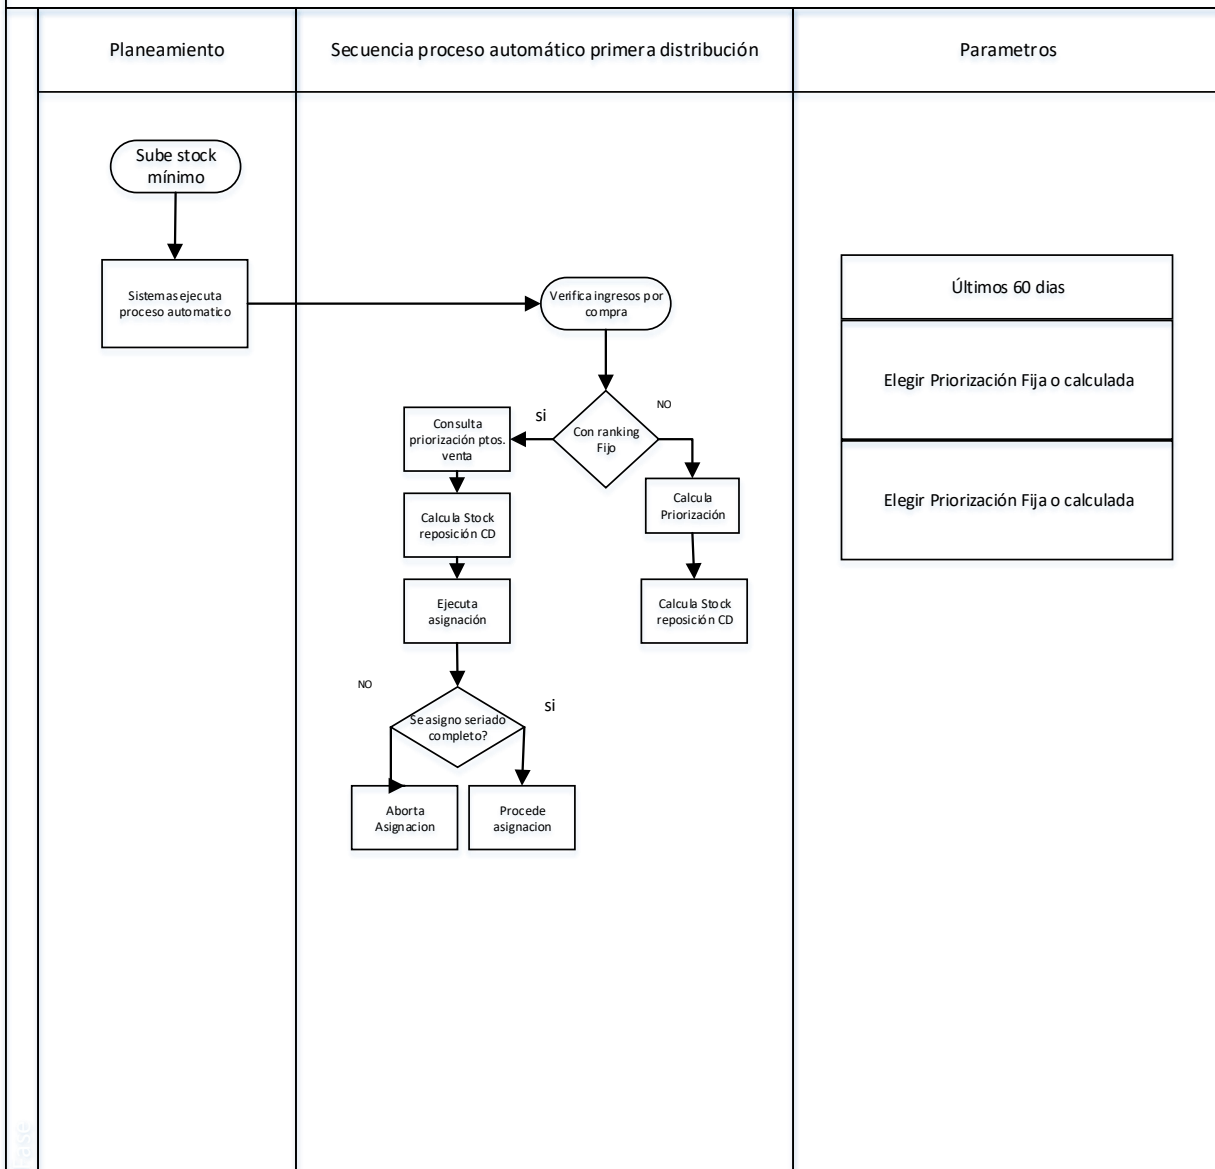 Planeamiento
Secuencia proceso automático primera distribución
Parametros
Sube stock
mínimo
Sistemas ejecuta
proceso automatico
Verifica ingresos por
compra
Últimos 60 dias
Elegir Priorización Fija o calculada
Elegir Priorización Fija o calculada
Con ranking
Fijo
si
NO
Consulta
priorización ptos.
venta
Calcula
Priorización
Calcula Stock
reposición CD
Calcula Stock
reposición CD
Ejecuta
asignación
Se asigno seriado
completo?
NO
si
Aborta
Asignacion
Procede
asignacion
Fase